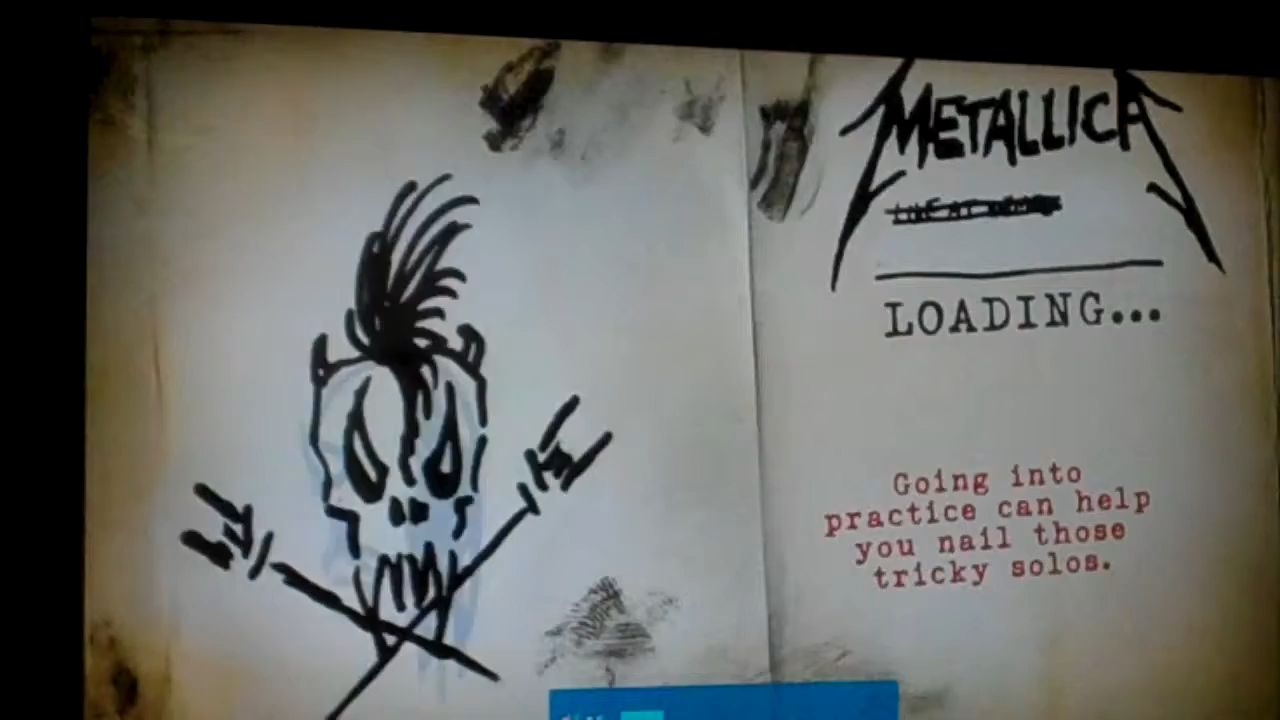 METALLICA
LOADING...
Going into
practice can help
you nail those
tricky solos.